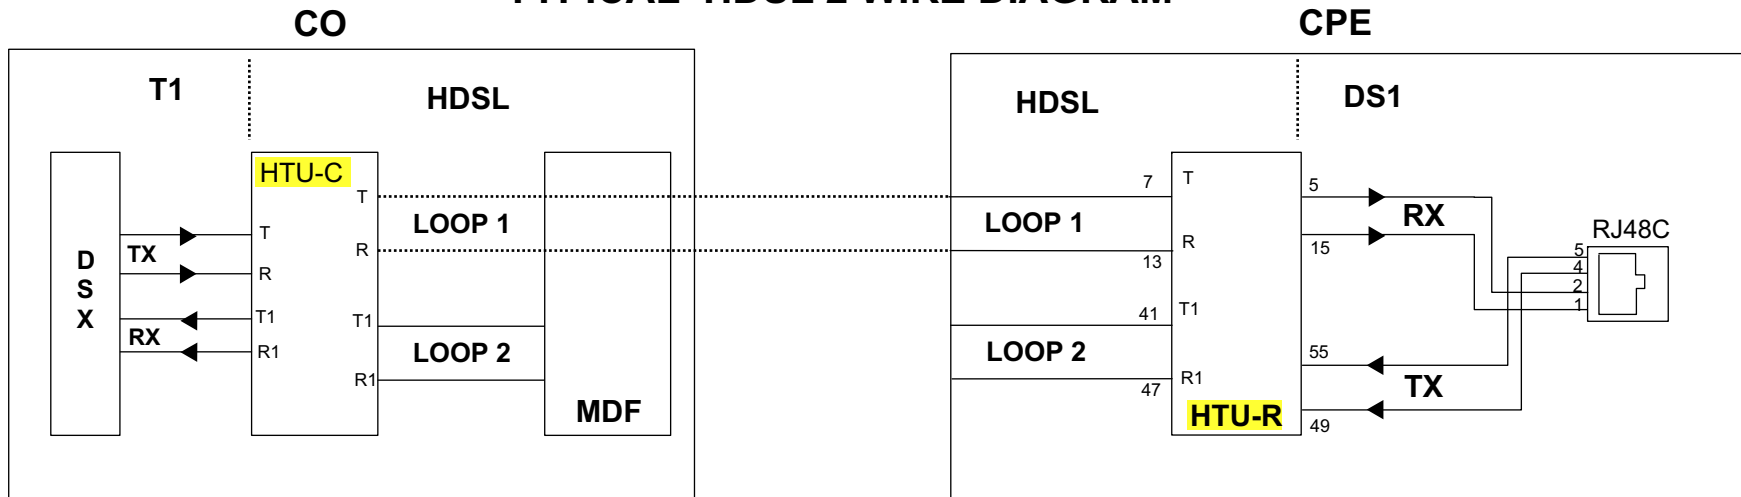 CO
CPE
T1
HDSL
HDSL
DS1
HTU-C
T
LOOP 1
R
T1
LOOP 2
R1
DSX
TX
RX
T
R
T1
R1
MDF
7
T
LOOP 1
R
13
41
T1
LOOP 2
47
R1
HTU-R
5
RX
15
55
TX
49
RJ48C
5
4
2
1